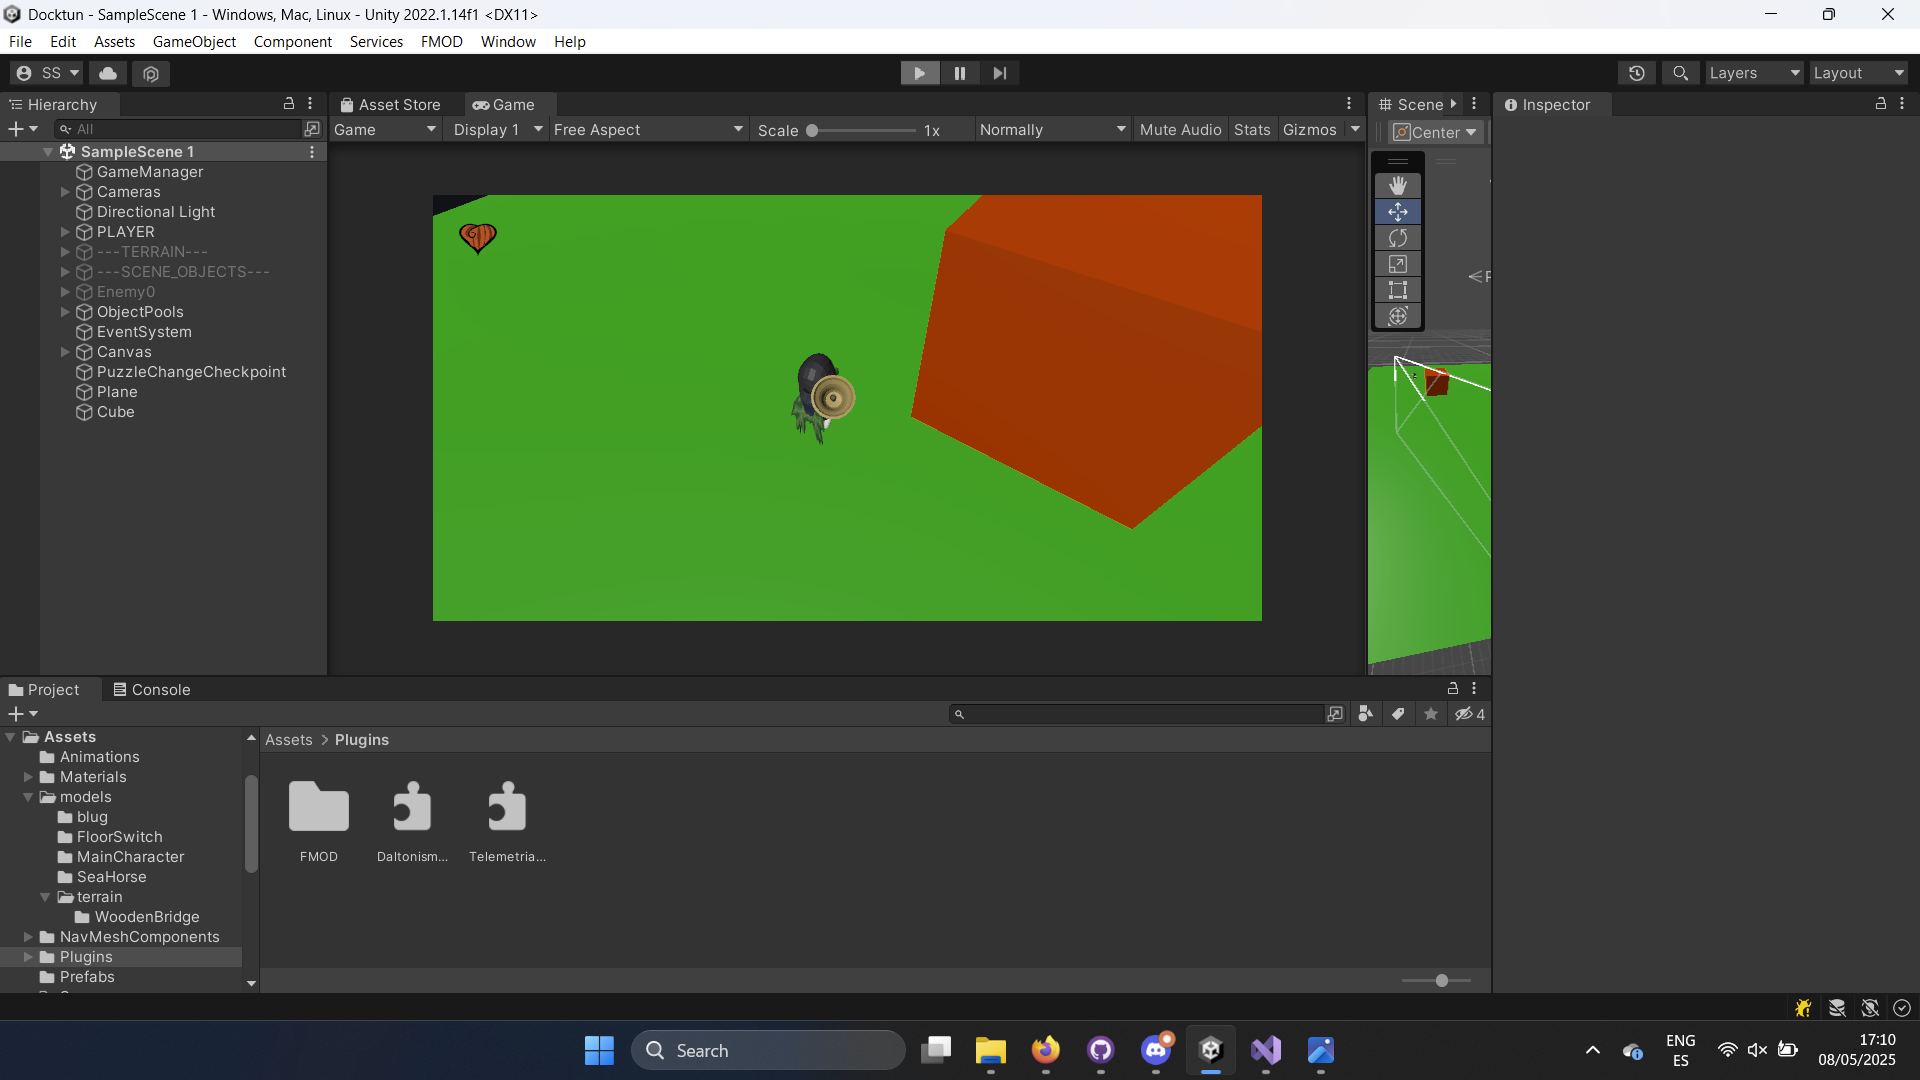 Docktun - SampleScene 1 - Windows, Mac, Linux - Unity 2022.1.14f1 <DX11>
File Edit Assets GameObject Component Services FMOD Window Help
SS
Layers
Layout
Hierarchy
Asset Store
Game
Scene
Inspector
All
Game
Display 1
Free Aspect
Scale
1x
Normally
Mute Audio
Stats
Gizmos
Center
SampleScene 1
GameManager
Cameras
Directional Light
PLAYER
---TERRAIN---
---SCENE_OBJECTS---
Enemy0
ObjectPools
EventSystem
Canvas
PuzzleChangeCheckpoint
Plane
Cube
Project
Console
4
Assets
Animations
Materials
models
blug
FloorSwitch
MainCharacter
SeaHorse
terrain
WoodenBridge
NavMeshComponents
Plugins
Prefabs
Assets > Plugins
FMOD
Daltonism...
Telemetria...
Search
ENG
ES
17:10
08/05/2025